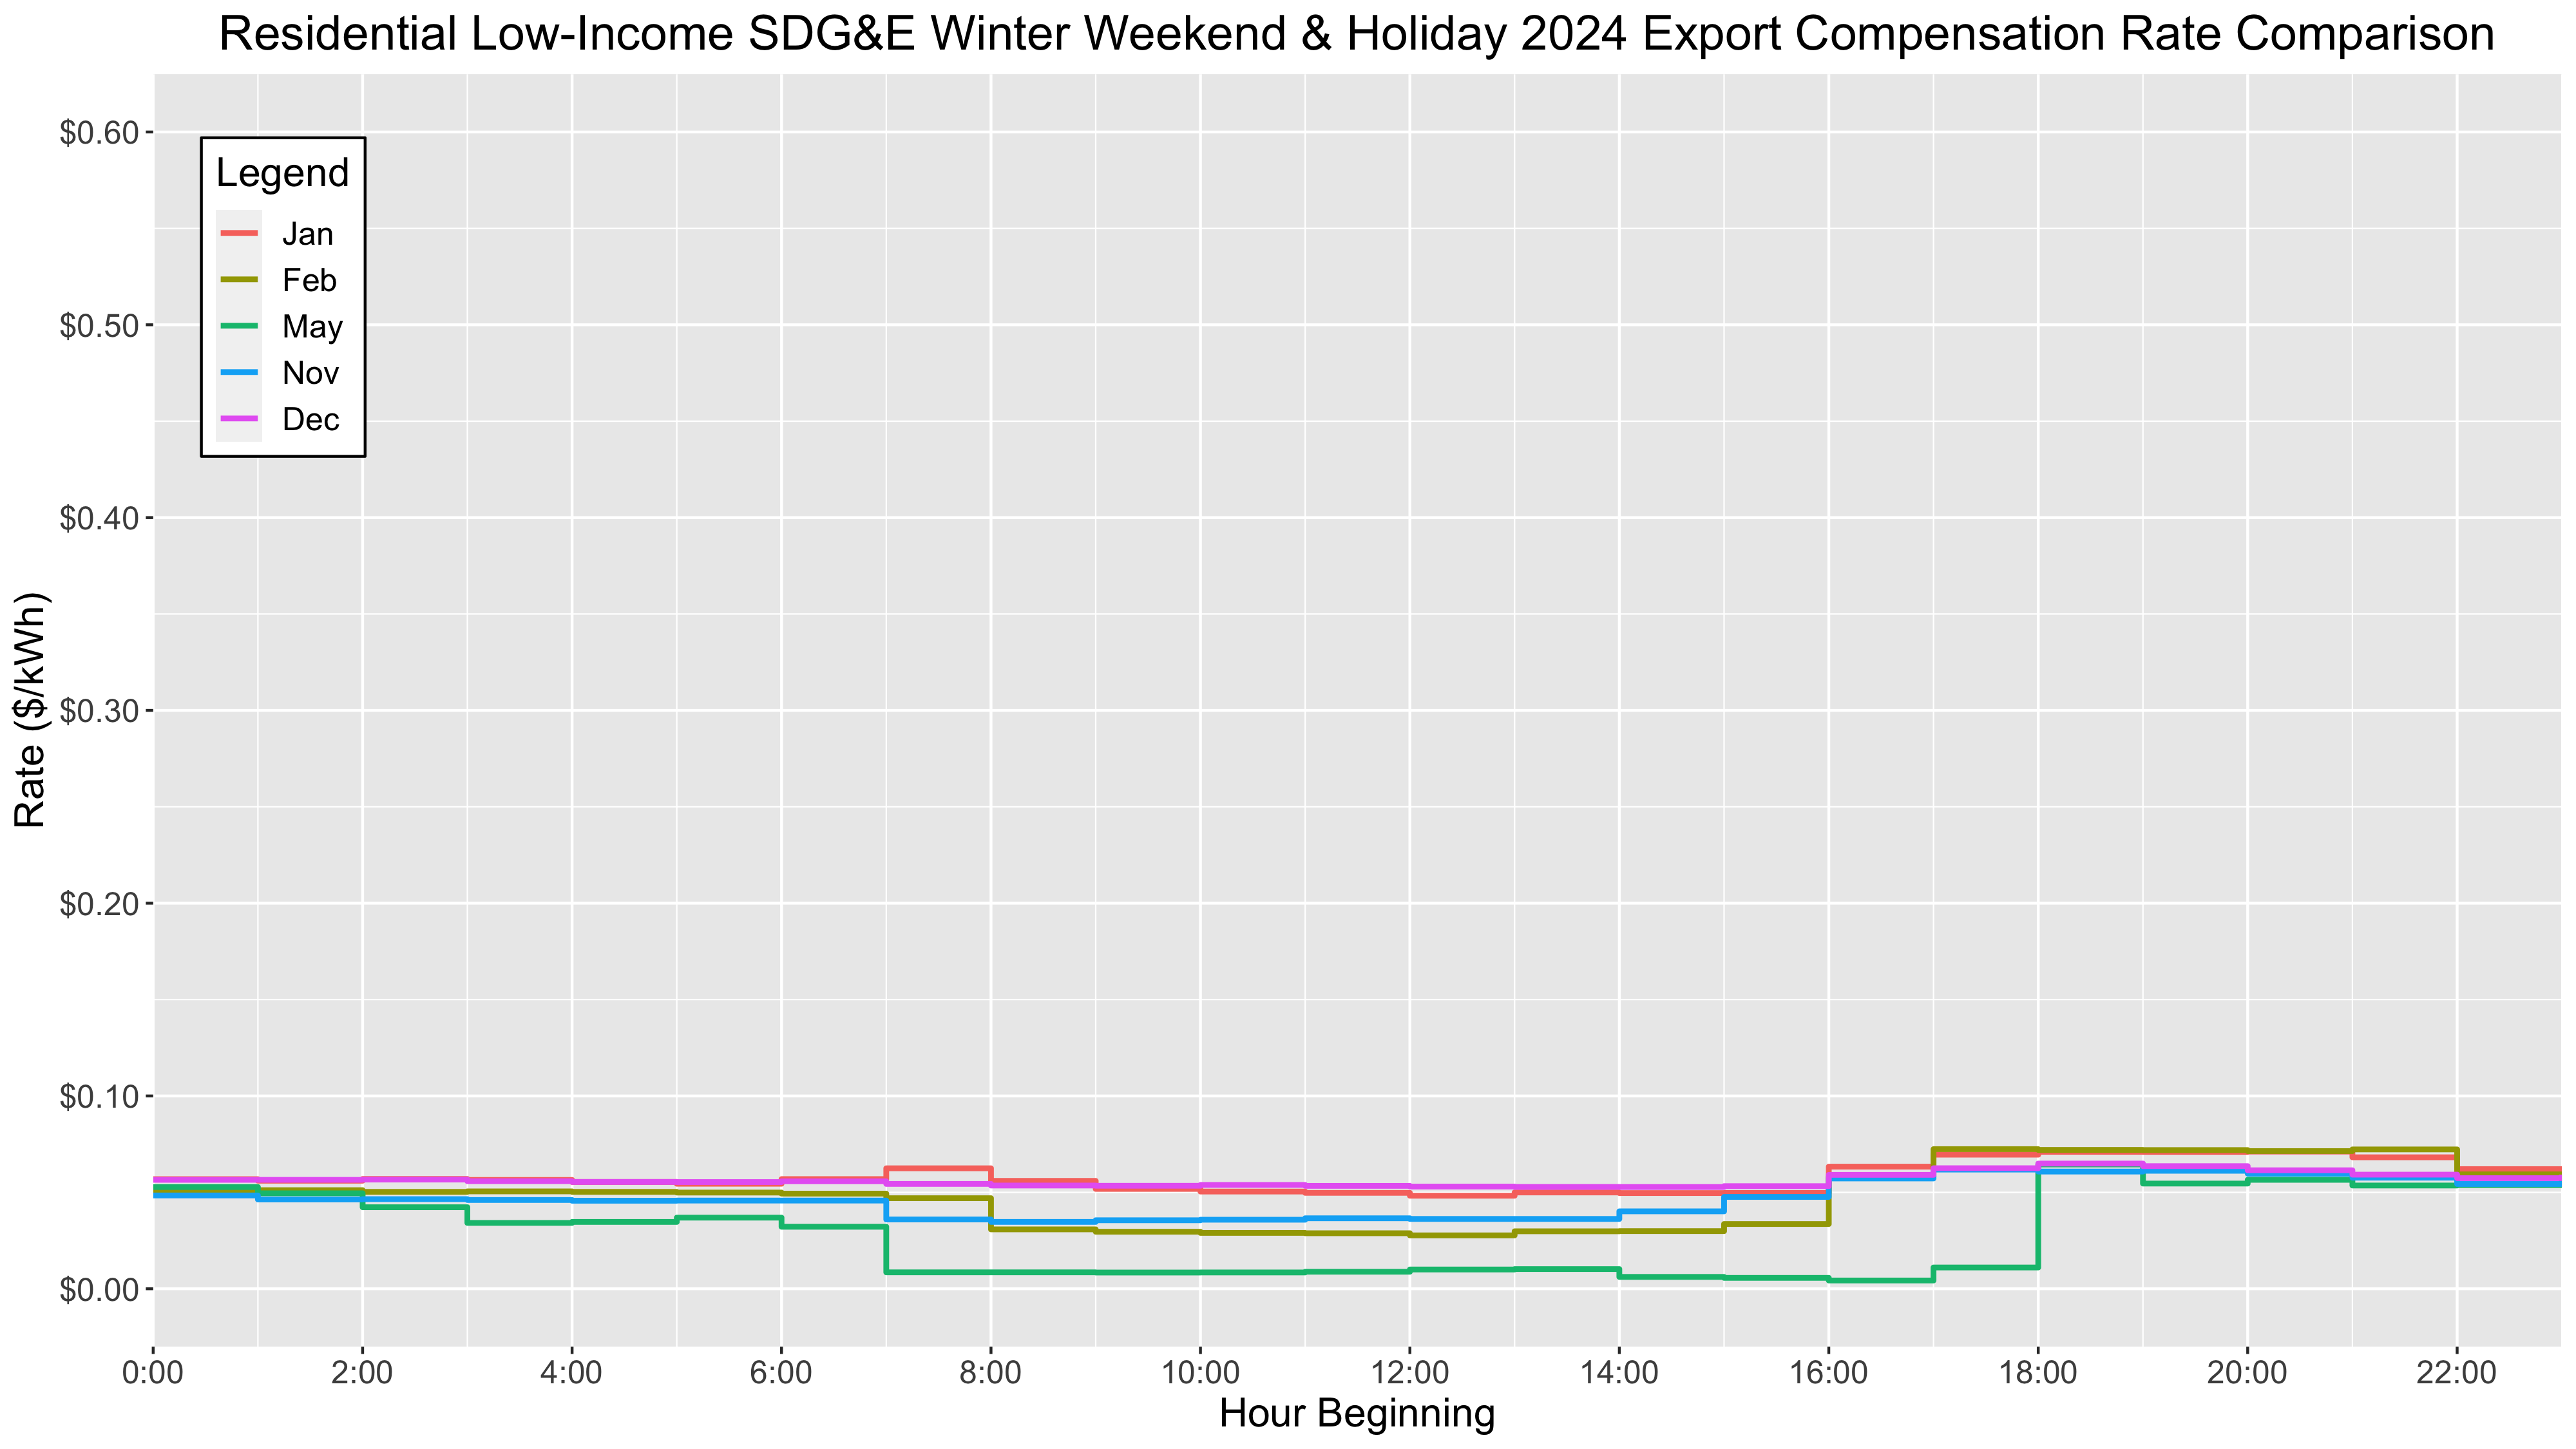 Residential Low-Income SDG&E Winter Weekend & Holiday 2024 Export Compensation Rate Comparison
Legend
Jan
Feb
May
Nov
Dec
Rate ($/kWh)
$0.60
$0.50
$0.40
$0.30
$0.20
$0.10
$0.00
0:00 2:00 4:00 6:00 8:00 10:00 12:00 14:00 16:00 18:00 20:00 22:00
Hour Beginning